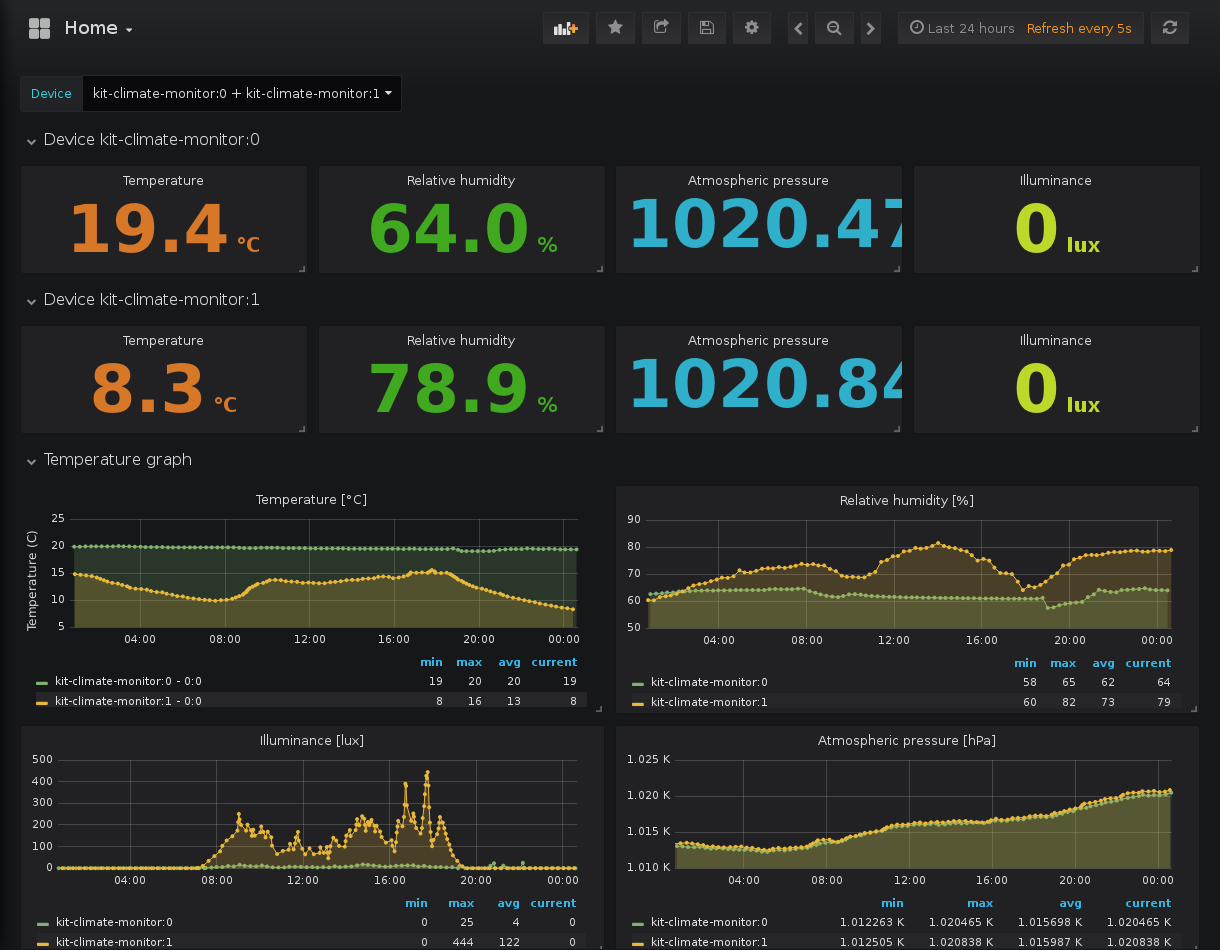 Home
Last 24 hours Refresh every 5s
Device kit-climate-monitor:0 + kit-climate-monitor:1
Device kit-climate-monitor:0
Temperature
19.4 °C
Relative humidity
64.0 %
Atmospheric pressure
1020.47
Illuminance
0 lux
Device kit-climate-monitor:1
Temperature
8.3 °C
Relative humidity
78.9 %
Atmospheric pressure
1020.84
Illuminance
0 lux
Temperature graph
Temperature [°C]
Temperature (C)
25
20
15
10
5
04:00 08:00 12:00 16:00 20:00 00:00
min max avg current
kit-climate-monitor:0 - 0:0 19 20 20 19
kit-climate-monitor:1 - 0:0 8 16 13 8
Relative humidity [%]
90
80
70
60
50
04:00 08:00 12:00 16:00 20:00 00:00
min max avg current
kit-climate-monitor:0 58 65 62 64
kit-climate-monitor:1 60 82 73 79
Illuminance [lux]
500
400
300
200
100
0
04:00 08:00 12:00 16:00 20:00 00:00
min max avg current
kit-climate-monitor:0 0 25 4 0
kit-climate-monitor:1 0 444 122 0
Atmospheric pressure [hPa]
1.025 K
1.020 K
1.015 K
1.010 K
04:00 08:00 12:00 16:00 20:00 00:00
min max avg current
kit-climate-monitor:0 1.012263 K 1.020465 K 1.015698 K 1.020465 K
kit-climate-monitor:1 1.012505 K 1.020838 K 1.015987 K 1.020838 K